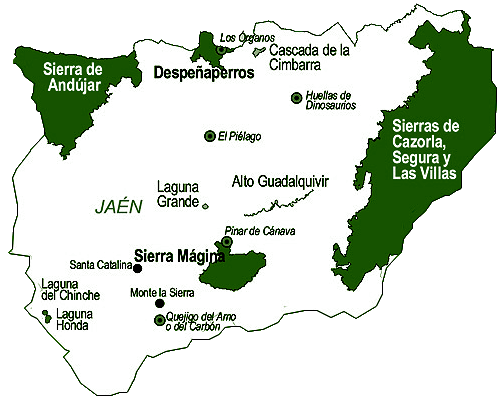 Los Órganos
Cascada de la
Cimbarra
Sierra de
Andújar
Despeñaperros
Huellas de
Dinosaurios
El Piélago
Sierras de
Cazorla,
Segura y
Las Villas
Laguna
Grande
Alto Guadalquivir
JAÉN
Pinar de Cánava
Sierra Mágina
Santa Catalina
Laguna
del Chinche
Monte la Sierra
Laguna
Honda
Quejigo del Amo
o del Carbón